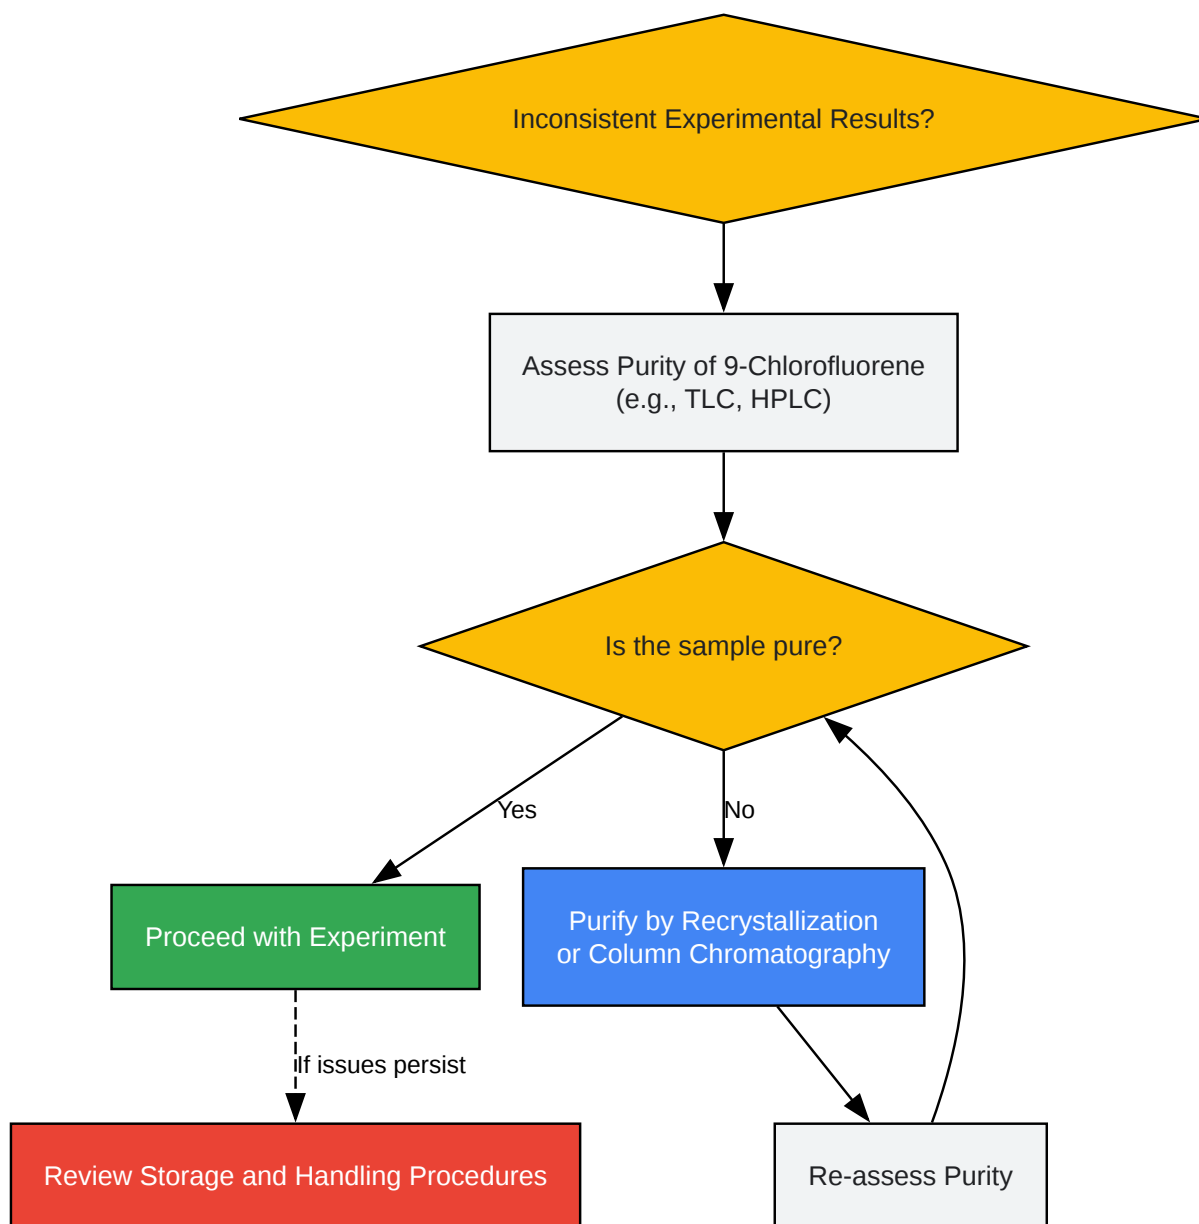 Inconsistent Experimental Results?
Assess Purity of 9-Chlorofluorene
(e.g., TLC, HPLC)
Is the sample pure?
Yes
No
Proceed with Experiment
Purify by Recrystallization
or Column Chromatography
If issues persist
Review Storage and Handling Procedures
Re-assess Purity